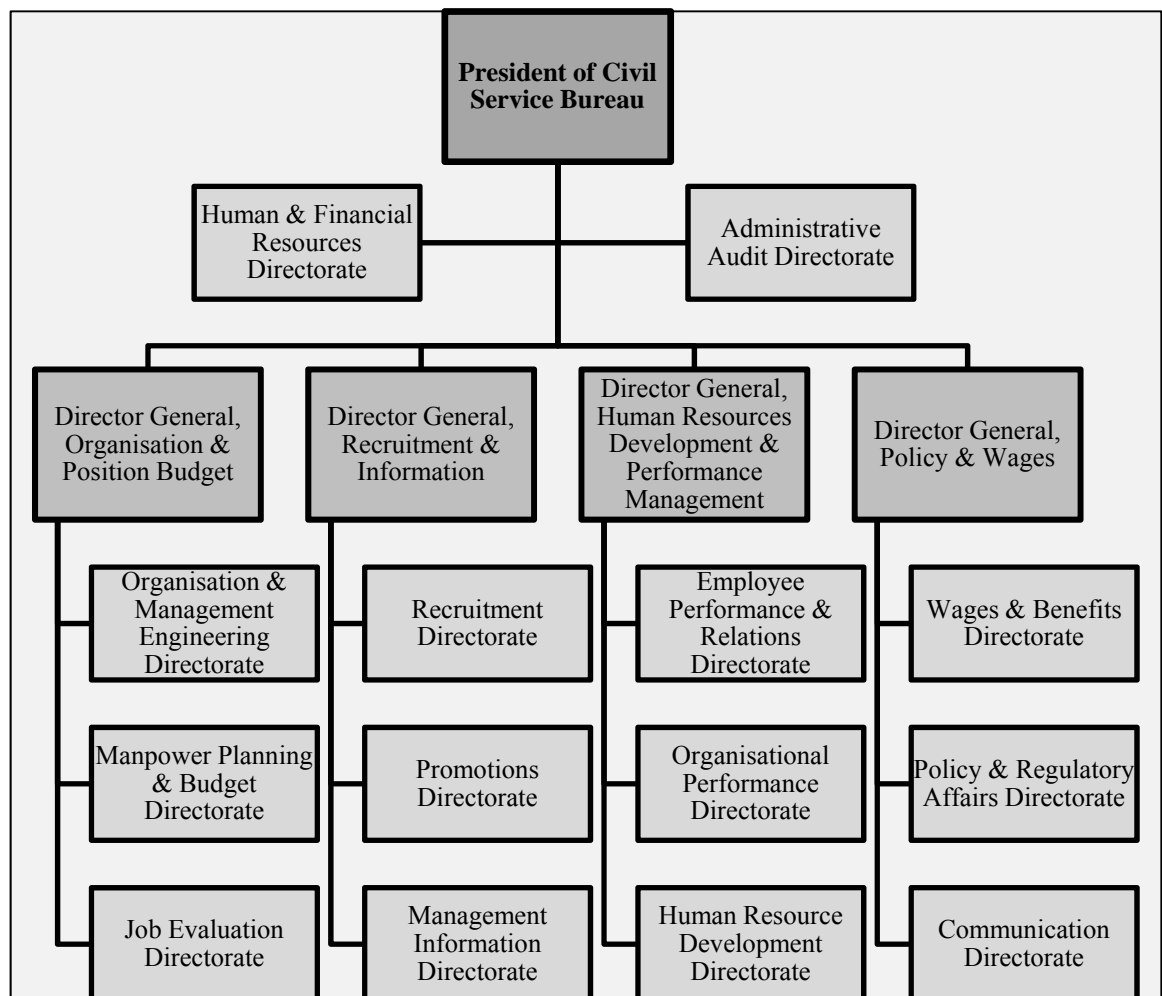 President of Civil
Service Bureau
Human & Financial
Resources
Directorate
Administrative
Audit Directorate
Director General,
Organisation &
Position Budget
Director General,
Recruitment &
Information
Director General,
Human Resources
Development &
Performance
Management
Director General,
Policy & Wages
Organisation &
Management
Engineering
Directorate
Recruitment
Directorate
Employee
Performance &
Relations
Directorate
Wages & Benefits
Directorate
Manpower Planning
& Budget
Directorate
Promotions
Directorate
Organisational
Performance
Directorate
Policy & Regulatory
Affairs Directorate
Job Evaluation
Directorate
Management
Information
Directorate
Human Resource
Development
Directorate
Communication
Directorate